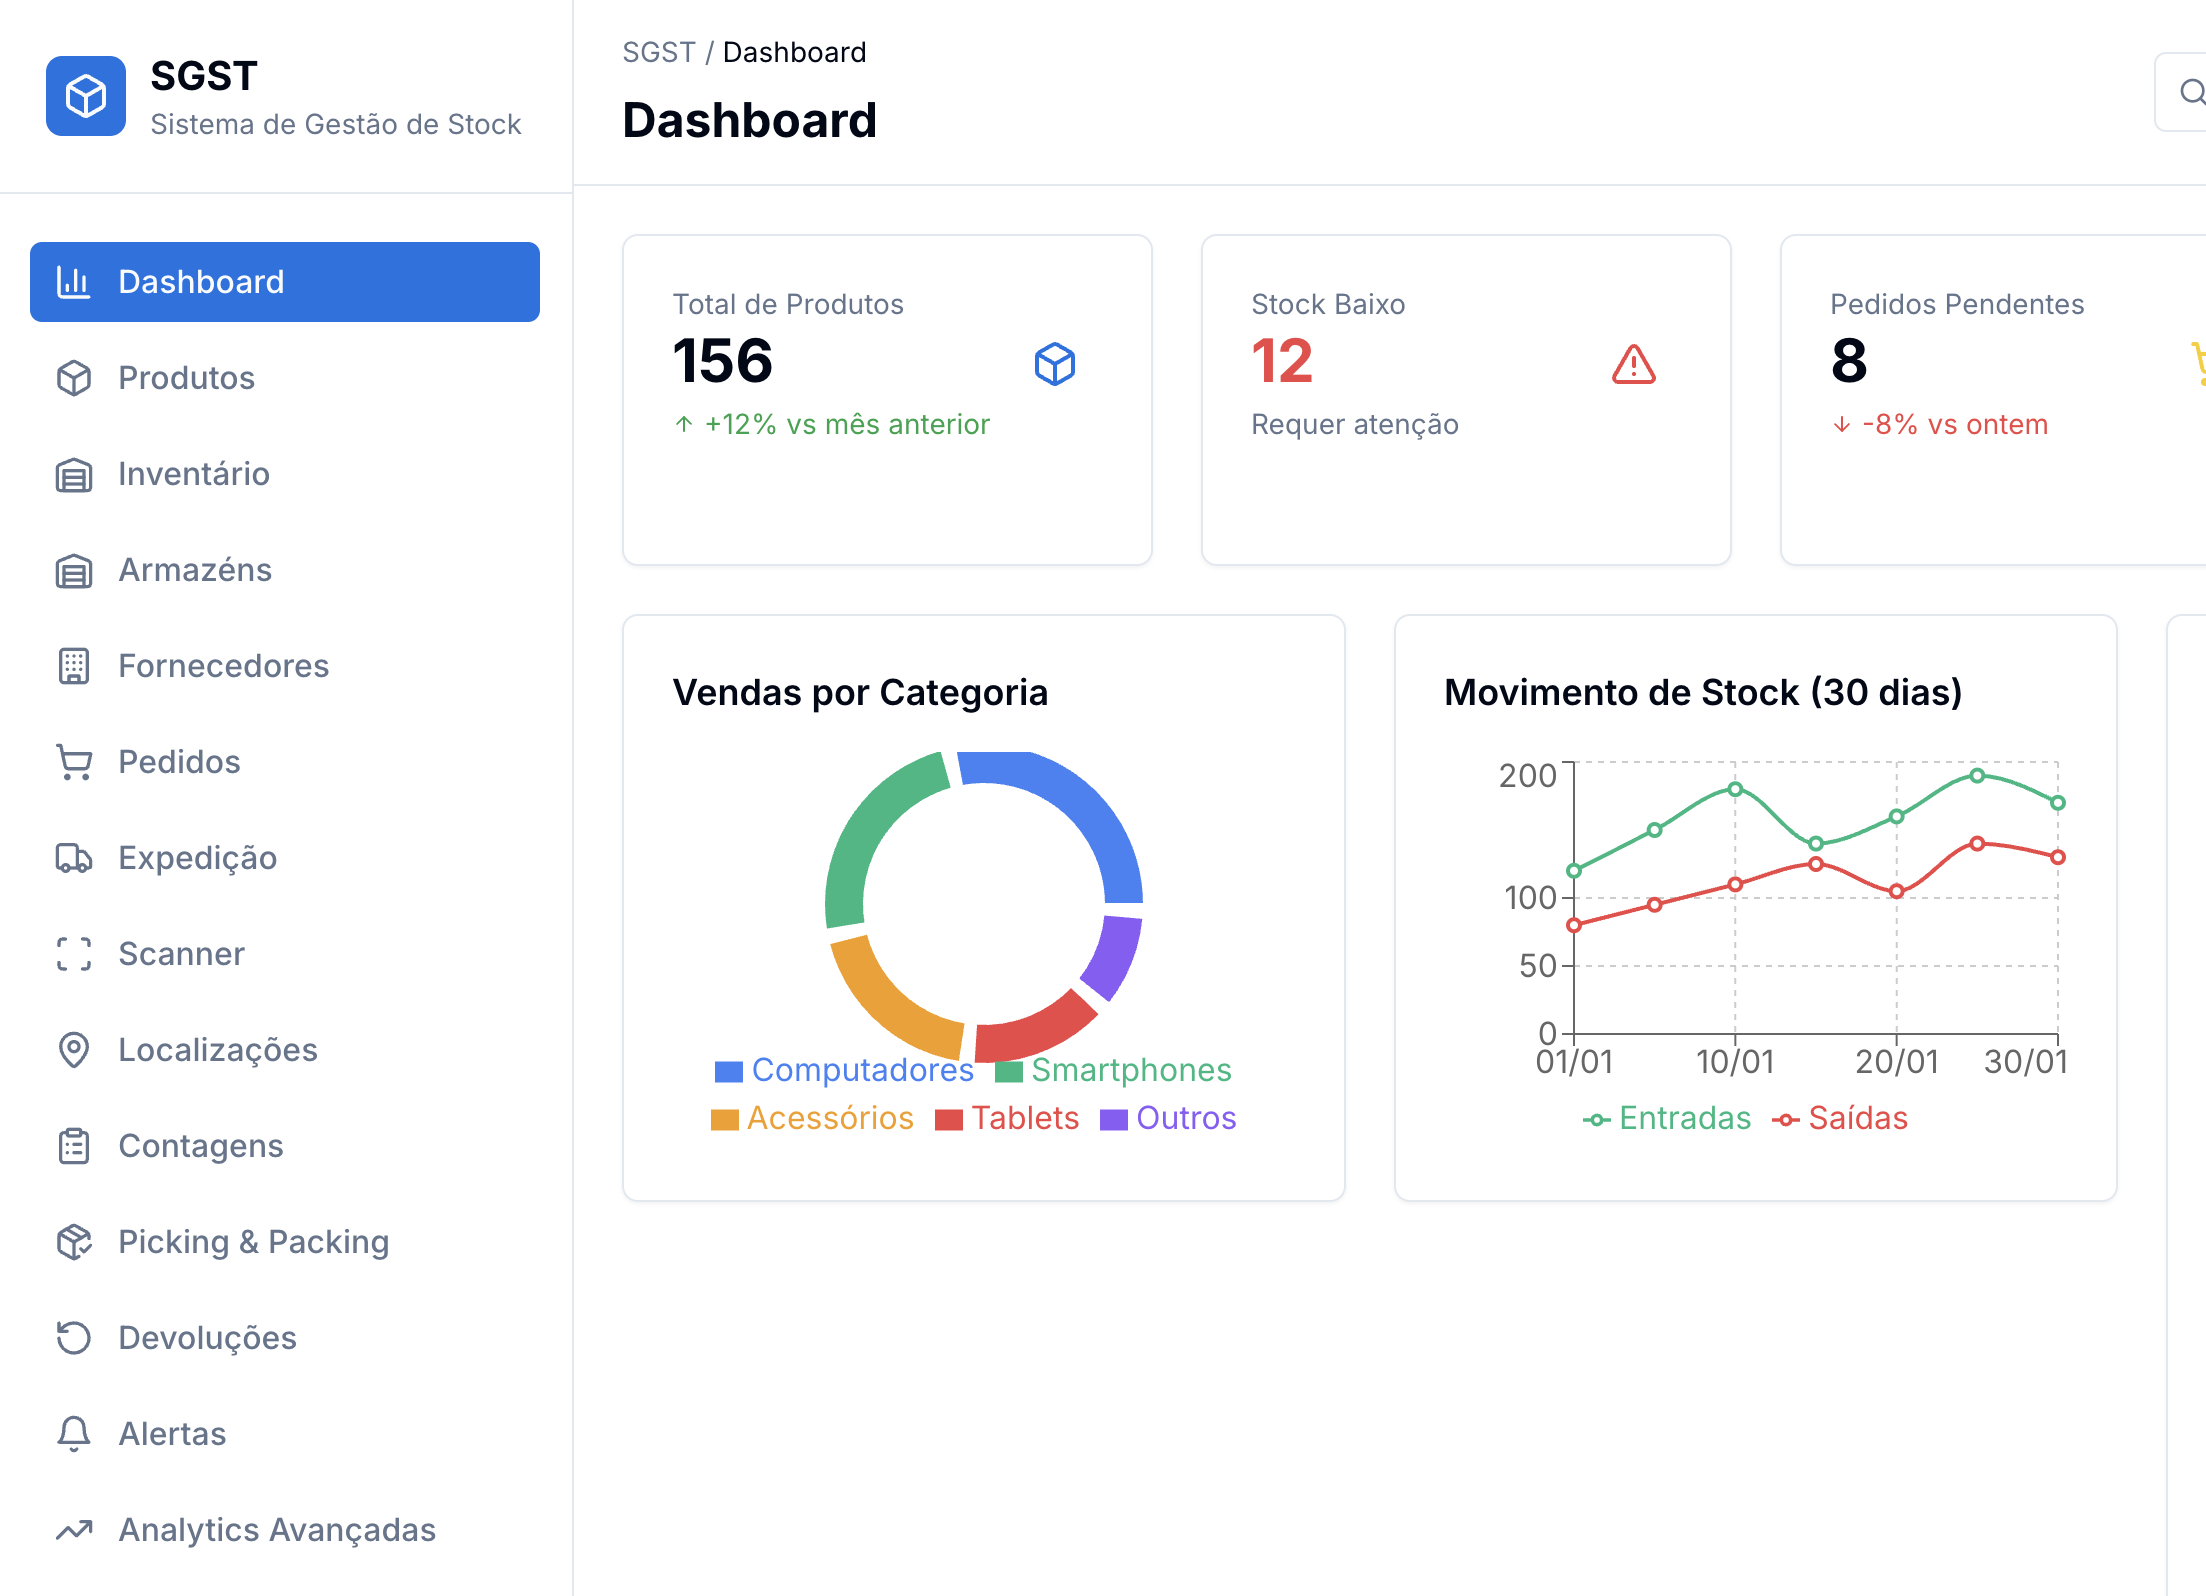 SGST
Sistema de Gestão de Stock
Dashboard
Produtos
Inventário
Armazéns
Fornecedores
Pedidos
Expedição
Scanner
Localizações
Contagens
Picking & Packing
Devoluções
Alertas
Analytics Avançadas
SGST / Dashboard
Dashboard
Total de Produtos
156
↑ +12% vs mês anterior
Stock Baixo
12
Requer atenção
Pedidos Pendentes
8
↓ -8% vs ontem
Vendas por Categoria
Computadores Smartphones
Acessórios Tablets Outros
Movimento de Stock (30 dias)
200
100
50
0
01/01 10/01 20/01 30/01
Entradas Saídas